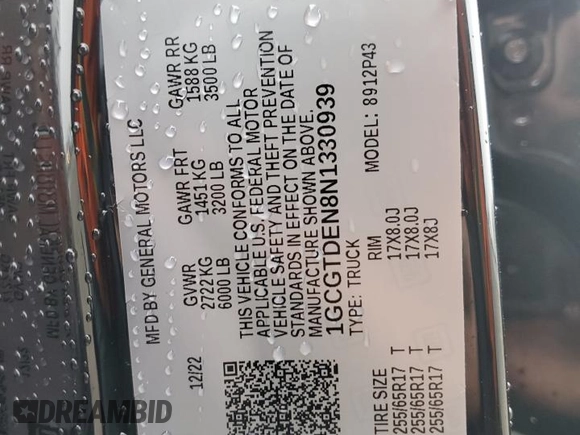 MFD BY GENERAL MOTORS LLC
12/22
GVWR GAWR FRT GAWR RR
2722 KG 1451 KG 1588 KG
6000 LB 3200 LB 3500 LB
THIS VEHICLE CONFORMS TO ALL
APPLICABLE U.S. FEDERAL MOTOR
VEHICLE SAFETY AND THEFT PREVENTION
STANDARDS IN EFFECT ON THE DATE OF
MANUFACTURE SHOWN ABOVE.
1GCGTDEN8N1330939
TYPE: TRUCK MODEL: 8912P43
TIRE SIZE RIM
255/65R17 T 17X8.0J
255/65R17 T 17X8.0J
255/65R17 T 17X8J
DREAMBID